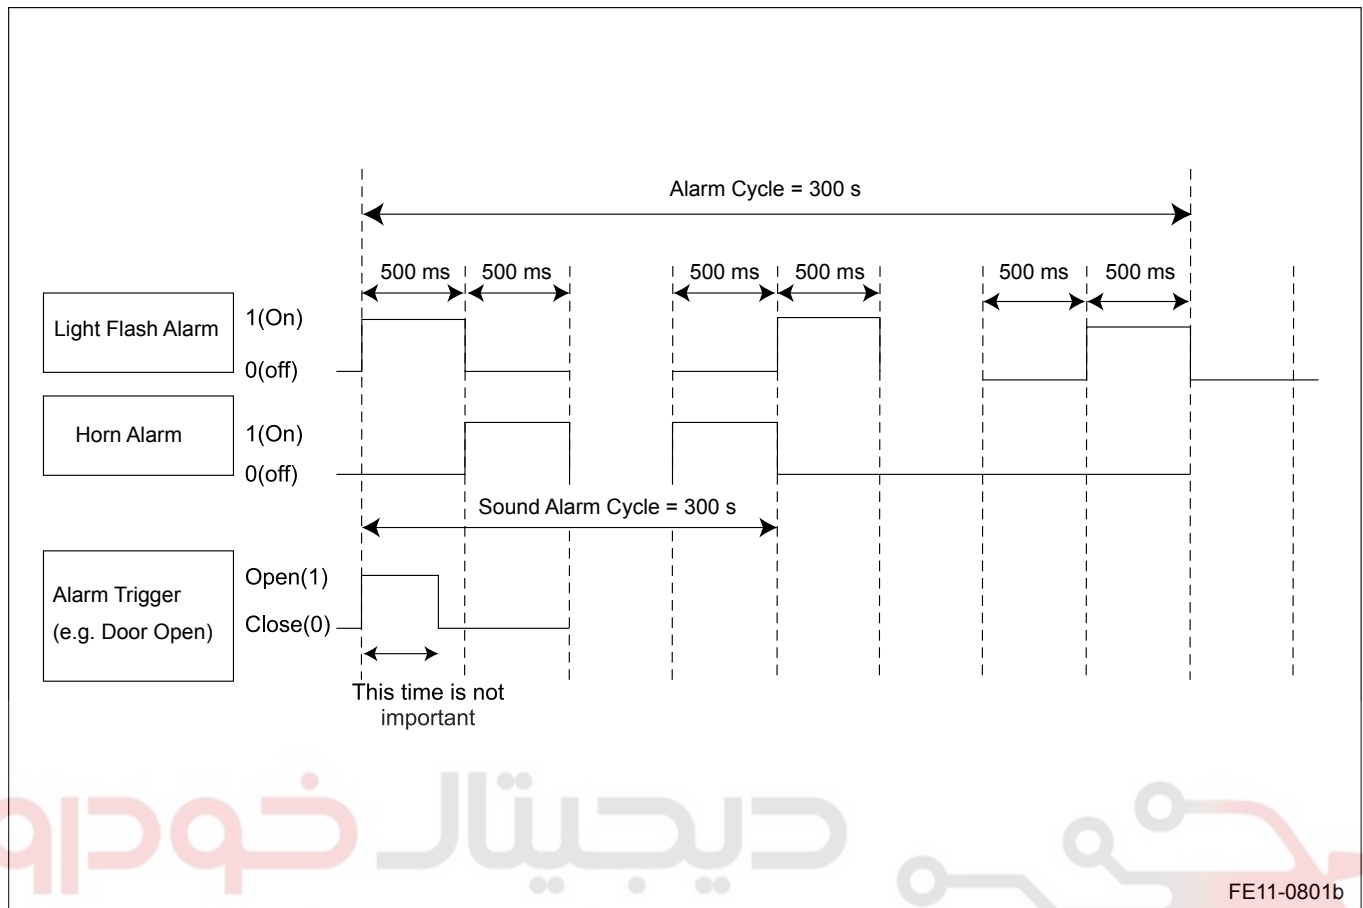 Alarm Cycle = 300 s
500 ms 500 ms 500 ms 500 ms 500 ms 500 ms
Light Flash Alarm
1(On)
0(off)
Horn Alarm
1(On)
0(off)
Sound Alarm Cycle = 300 s
Alarm Trigger
(e.g. Door Open)
Open(1)
Close(0)
This time is not
important
دیجیتال خودرو
FE11-0801b